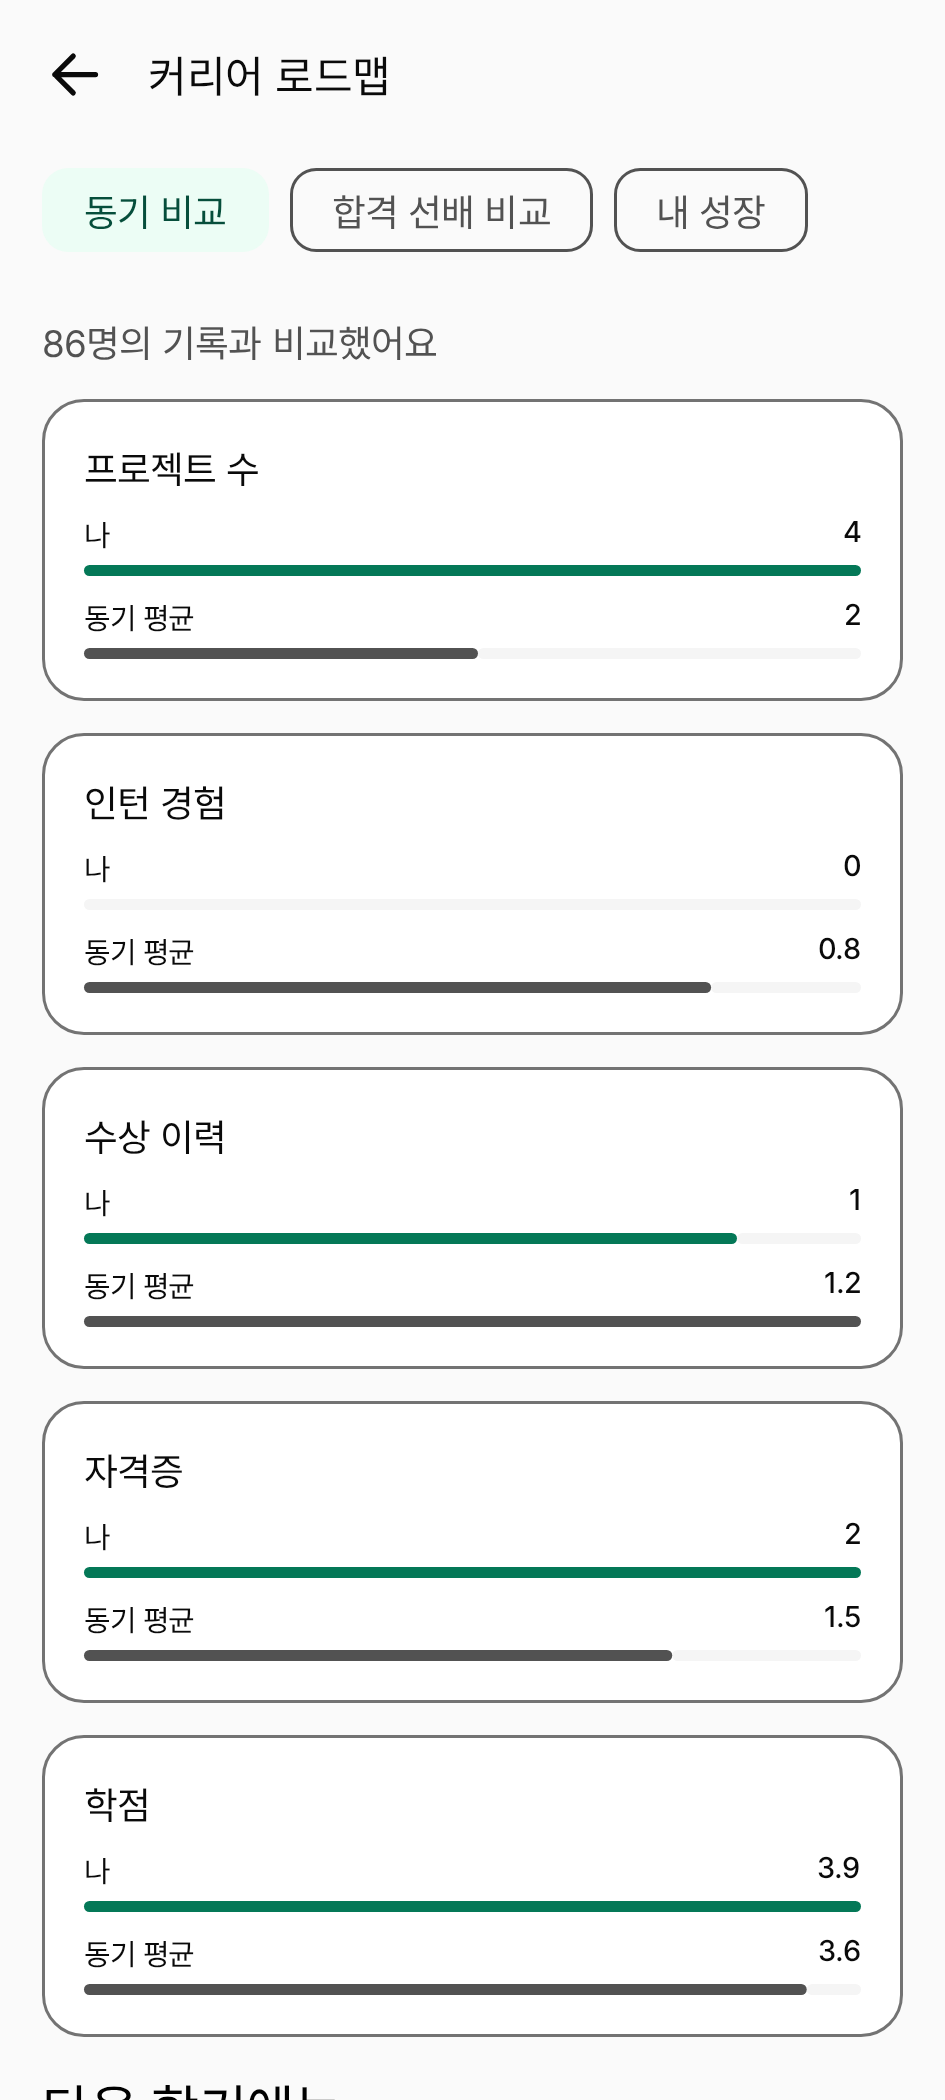 커리어 로드맵
동기 비교 합격 선배 비교 내 성장
86명의 기록과 비교했어요
프로젝트 수
나 4
동기 평균 2
인턴 경험
나 0
동기 평균 0.8
수상 이력
나 1
동기 평균 1.2
자격증
나 2
동기 평균 1.5
학점
나 3.9
동기 평균 3.6